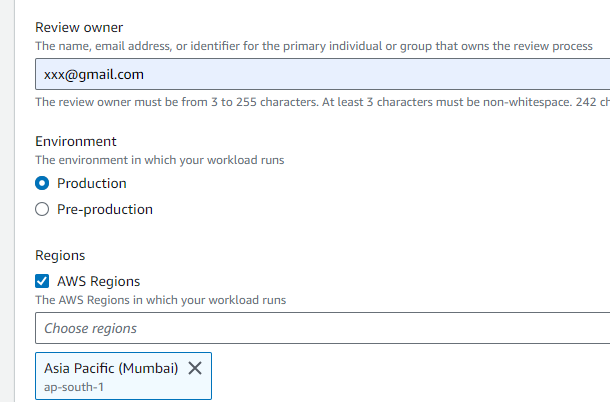 Review owner
The name, email address, or identifier for the primary individual or group that owns the review process
xxx@gmail.com
The review owner must be from 3 to 255 characters. At least 3 characters must be non-whitespace. 242 ch
Environment
The environment in which your workload runs
Production
Pre-production
Regions
AWS Regions
The AWS Regions in which your workload runs
Choose regions
Asia Pacific (Mumbai)
ap-south-1